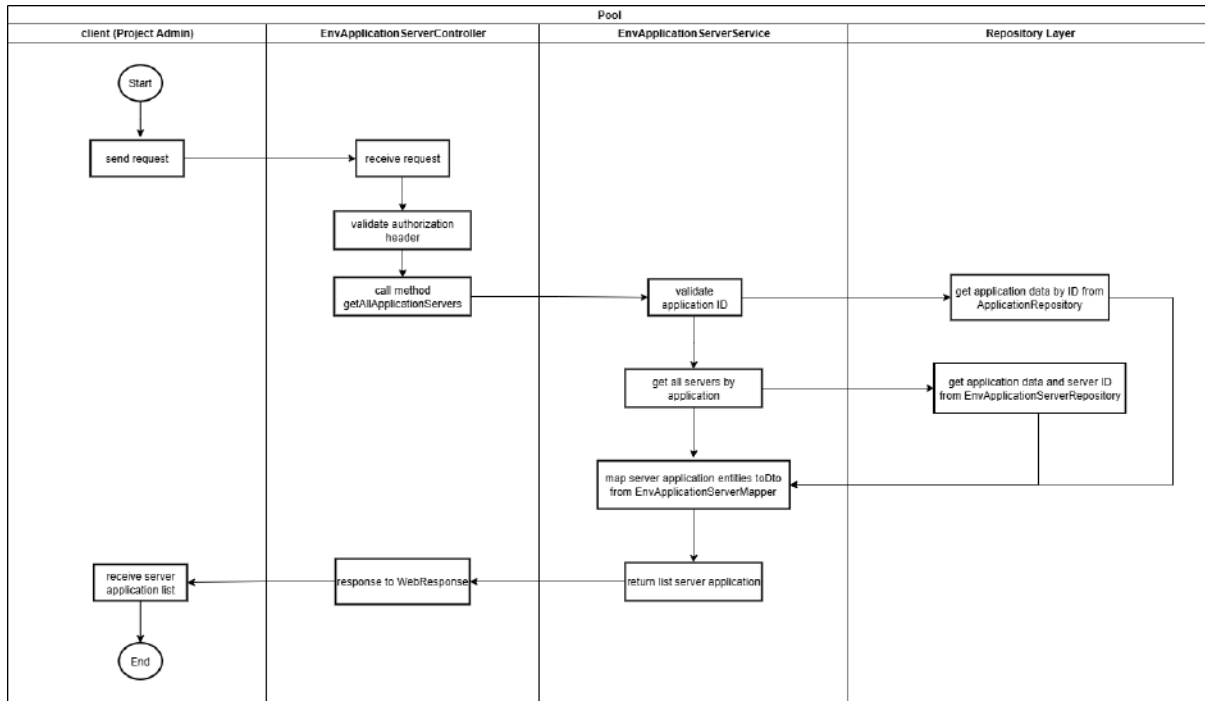 Pool
client (Project Admin)
EnvApplicationServerController
EnvApplicationServerService
Repository Layer
Start
send request
receive request
validate authorization
header
call method
getAllApplicationServers
validate
application ID
get application data by ID from
ApplicationRepository
get all servers by
application
get application data and server ID
from EnvApplicationServerRepository
map server application entities toDto
from EnvApplicationServerMapper
return list server application
response to WebResponse
receive server
application list
End